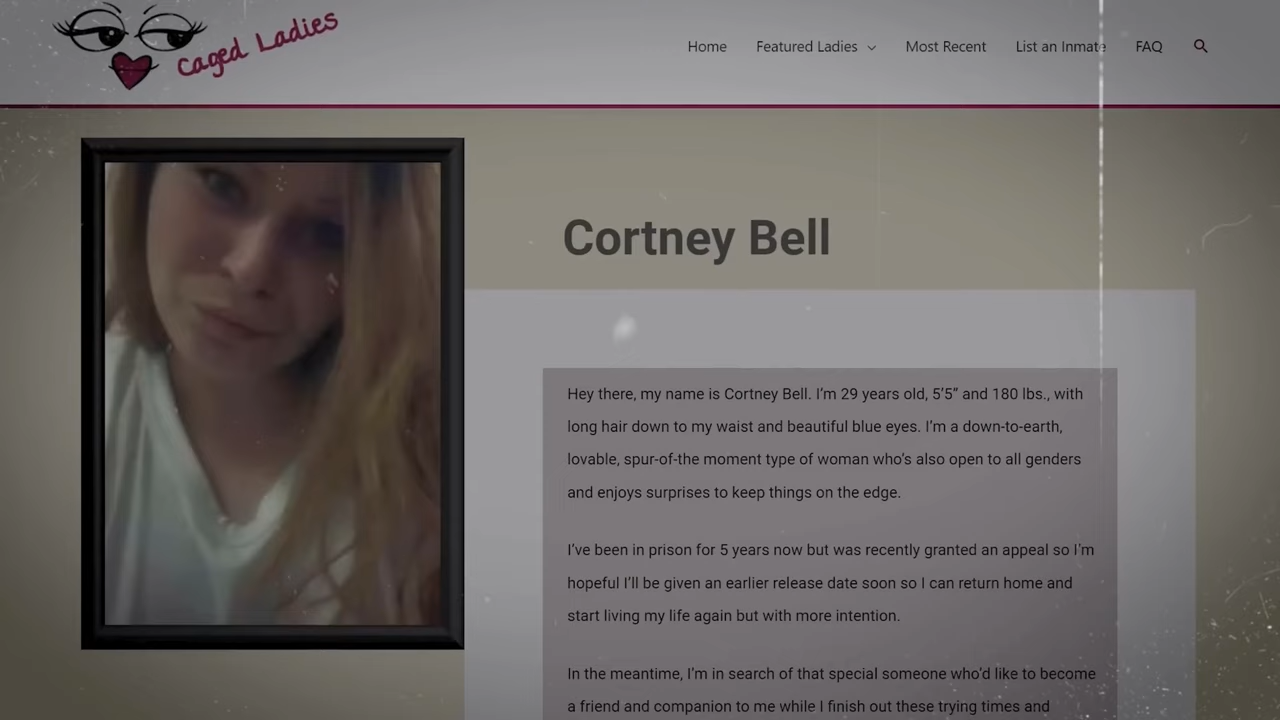 Caged Ladies
Home
Featured Ladies
Most Recent
List an Inmate
FAQ
Cortney Bell
Hey there, my name is Cortney Bell. I’m 29 years old, 5’5” and 180 lbs., with
long hair down to my waist and beautiful blue eyes. I’m a down-to-earth,
lovable, spur-of-the moment type of woman who’s also open to all genders
and enjoys surprises to keep things on the edge.
I’ve been in prison for 5 years now but was recently granted an appeal so I’m
hopeful I’ll be given an earlier release date soon so I can return home and
start living my life again but with more intention.
In the meantime, I’m in search of that special someone who’d like to become
a friend and companion to me while I finish out these trying times and